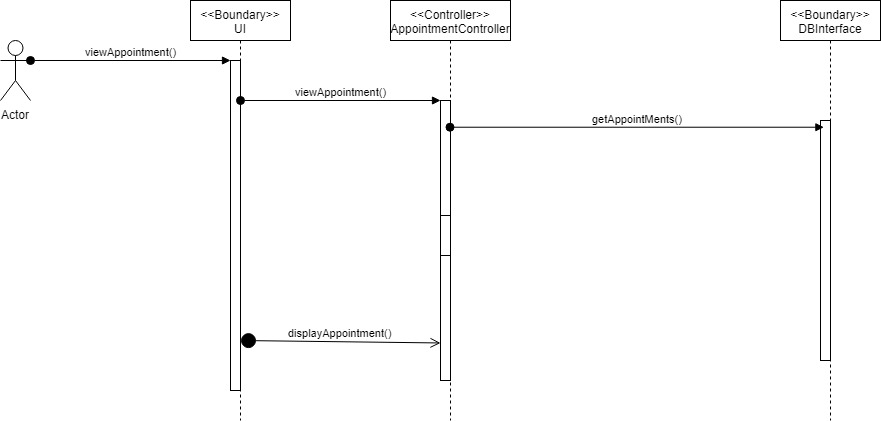 <<Boundary>>
UI
<<Controller>>
AppointmentController
<<Boundary>>
DBInterface
viewAppointment()
Actor
viewAppointment()
getAppointMents()
displayAppointment()